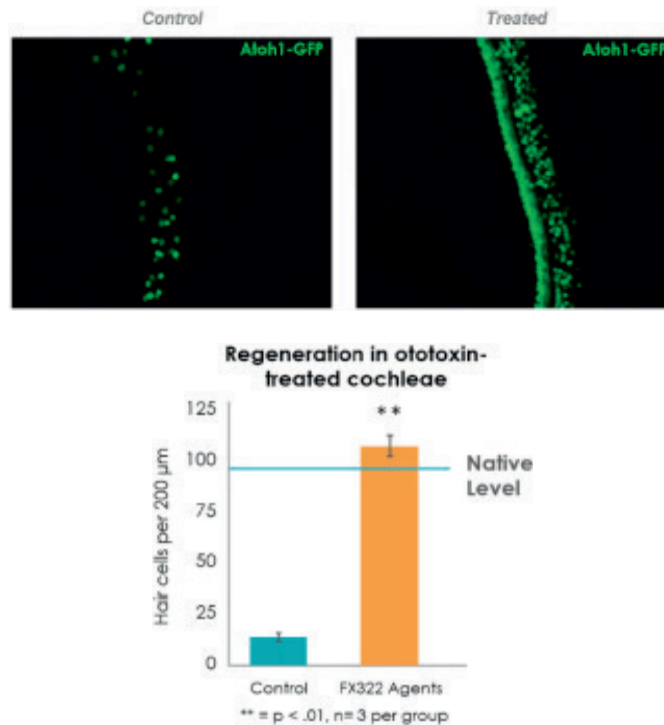 Control
Treated
Atoh1-GFP
Atoh1-GFP
Regeneration in ototoxin-
treated cochleae
**
125
100
75
50
25
0
Hair cells per 200 µm
Native
Level
Control
FX322 Agents
** = p < .01, n= 3 per group